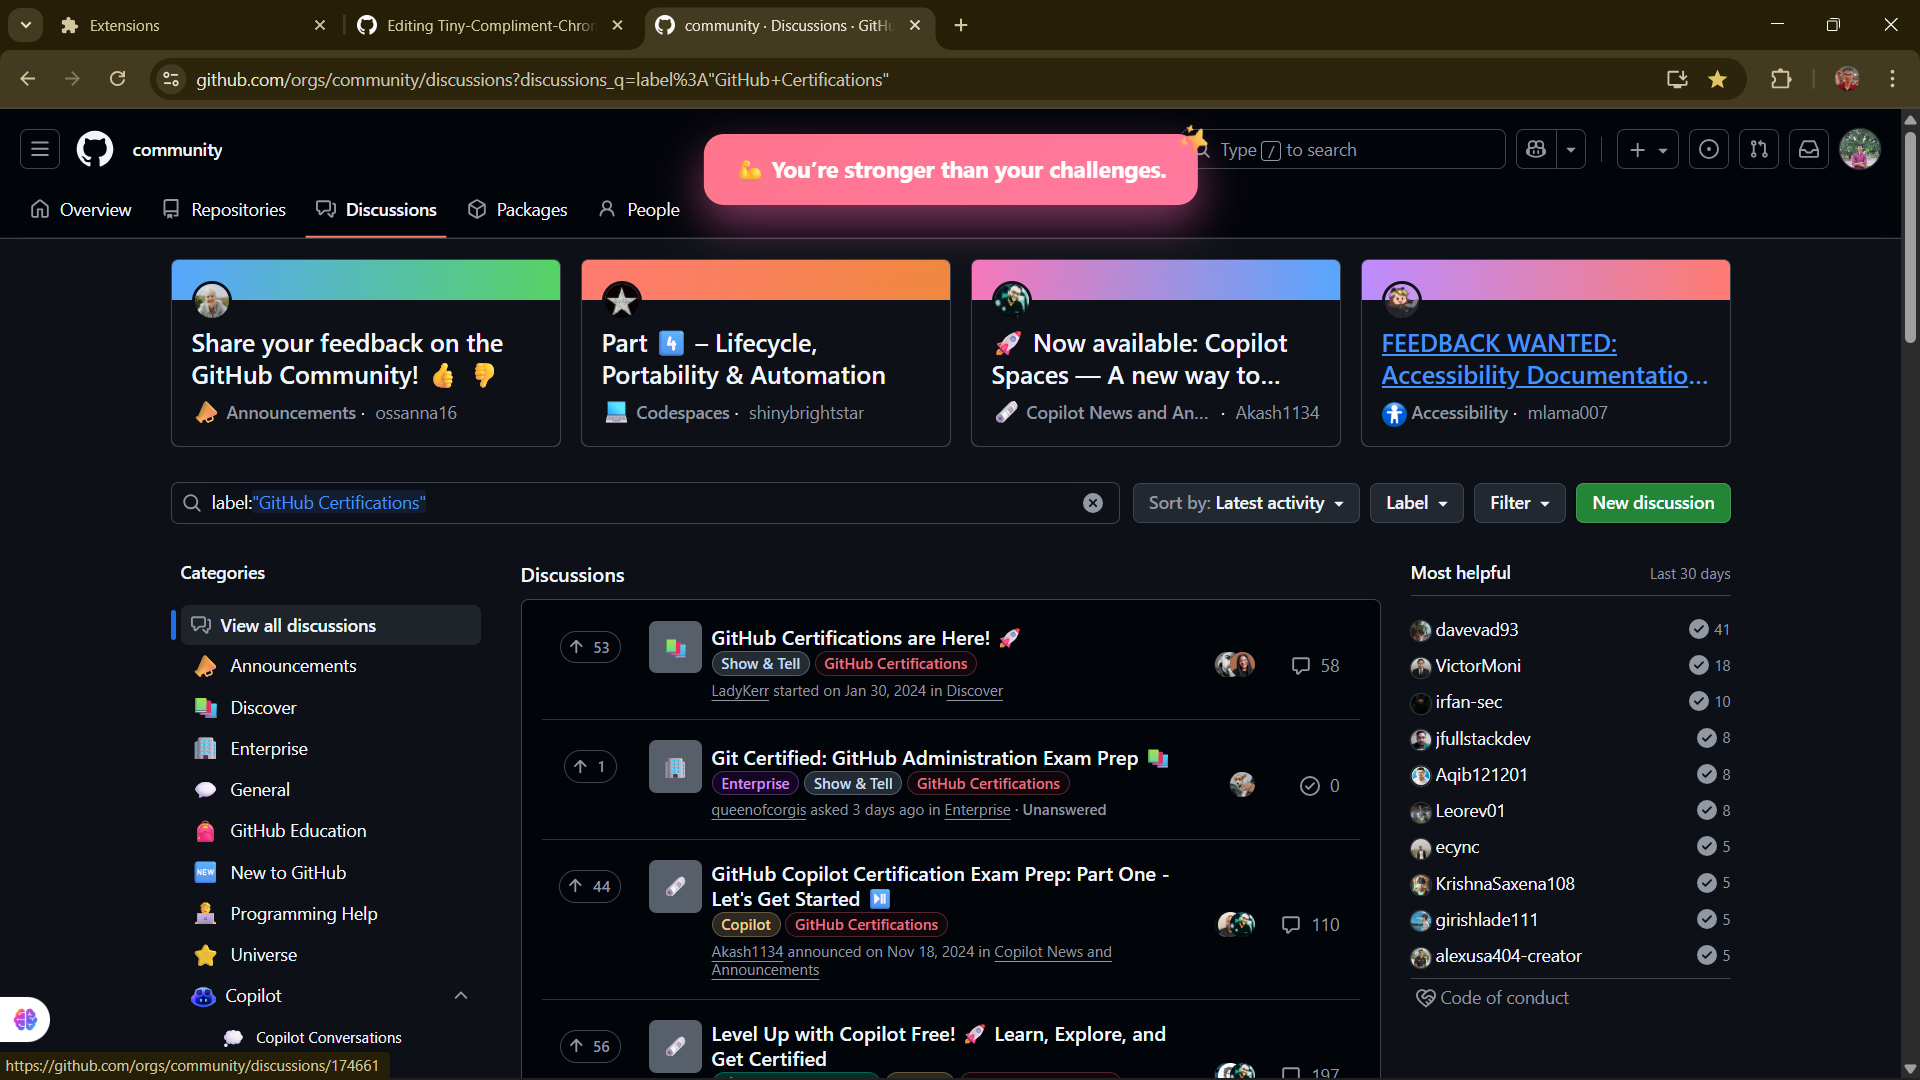 Extensions
Editing Tiny-Compliment-Chro
community · Discussions · GitH
github.com/orgs/community/discussions?discussions_q=label%3A"GitHub+Certifications"
community
💪 You’re stronger than your challenges.
Type / to search
Overview
Repositories
Discussions
Packages
People
Share your feedback on the
GitHub Community! 👍 👎
Announcements · ossanna16
Part 4️⃣ – Lifecycle,
Portability & Automation
Codespaces · shinybrightstar
🚀 Now available: Copilot
Spaces — A new way to...
Copilot News and An... · Akash1134
FEEDBACK WANTED:
Accessibility Documentatio...
Accessibility · mlama007
label:"GitHub Certifications"
Sort by: Latest activity
Label
Filter
New discussion
Categories
View all discussions
Announcements
Discover
Enterprise
General
GitHub Education
NEW
New to GitHub
Programming Help
Universe
Copilot
Copilot Conversations
Discussions
53
GitHub Certifications are Here! 🚀
Show & Tell GitHub Certifications
LadyKerr started on Jan 30, 2024 in Discover
58
1
Git Certified: GitHub Administration Exam Prep 📚
Enterprise Show & Tell GitHub Certifications
queenofcorgis asked 3 days ago in Enterprise · Unanswered
0
44
GitHub Copilot Certification Exam Prep: Part One -
Let's Get Started ⏯️
Copilot GitHub Certifications
Akash1134 announced on Nov 18, 2024 in Copilot News and
Announcements
110
56
Level Up with Copilot Free! 🚀 Learn, Explore, and
Get Certified
197
Most helpful
Last 30 days
davevad93 41
VictorMoni 18
irfan-sec 10
jfullstackdev 8
Aqib121201 8
Leorev01 8
ecync 5
KrishnaSaxena108 5
girishlade111 5
alexusa404-creator 5
Code of conduct
https://github.com/orgs/community/discussions/174661